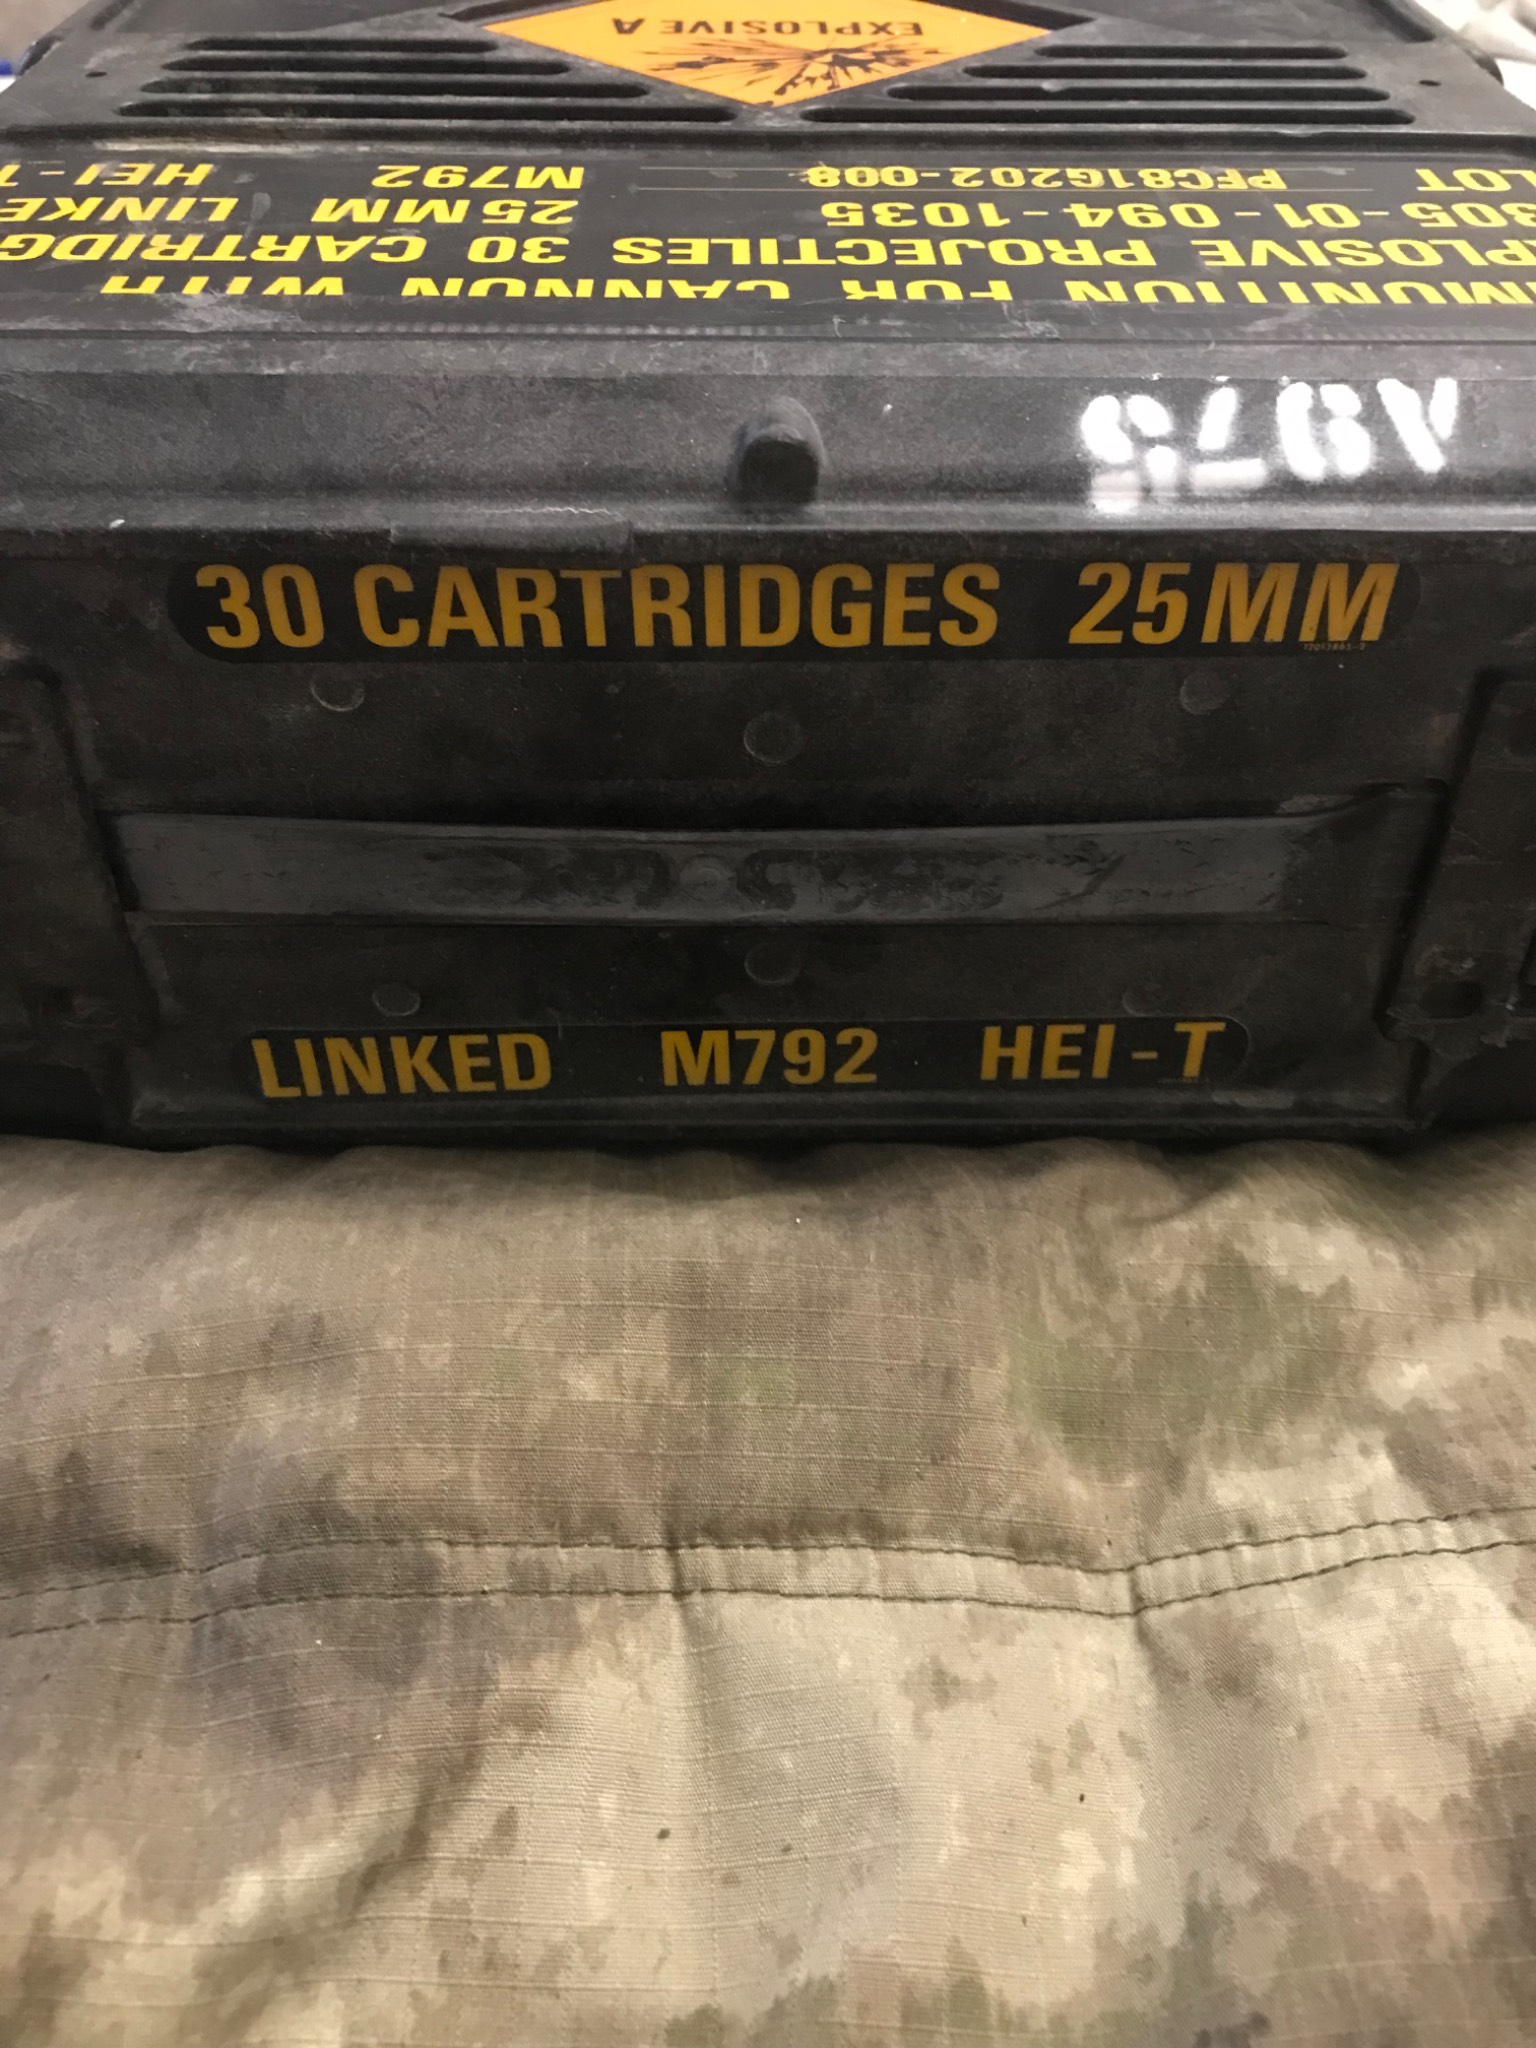 MUNITION FOR CANNON WITH
PLOSIVE PROJECTILES 30 CARTRIDG
305-01-094-1035 25MM LINKE
LOT PFC81G202-008 M792 HEI-T
EXPLOSIVE A
A975
30 CARTRIDGES 25MM
LINKED M792 HEI-T